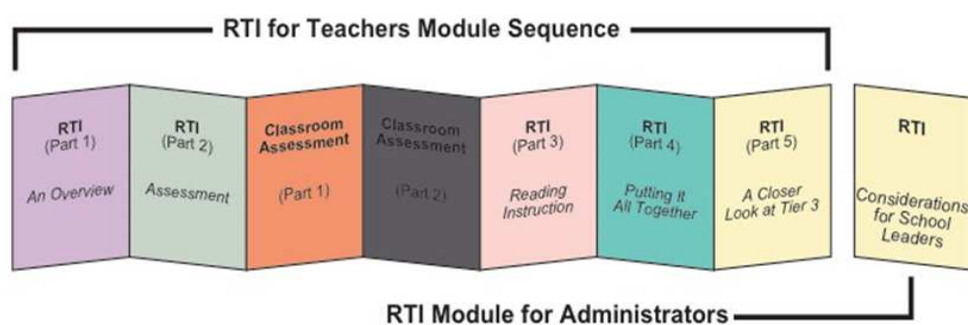 RTI for Teachers Module Sequence
RTI
(Part 1)
An Overview
RTI
(Part 2)
Assessment
Classroom
Assessment
(Part 1)
Classroom
Assessment
(Part 2)
RTI
(Part 3)
Reading
Instruction
RTI
(Part 4)
Putting It
All Together
RTI
(Part 5)
A Closer
Look at Tier 3
RTI
Considerations
for School
Leaders
RTI Module for Administrators